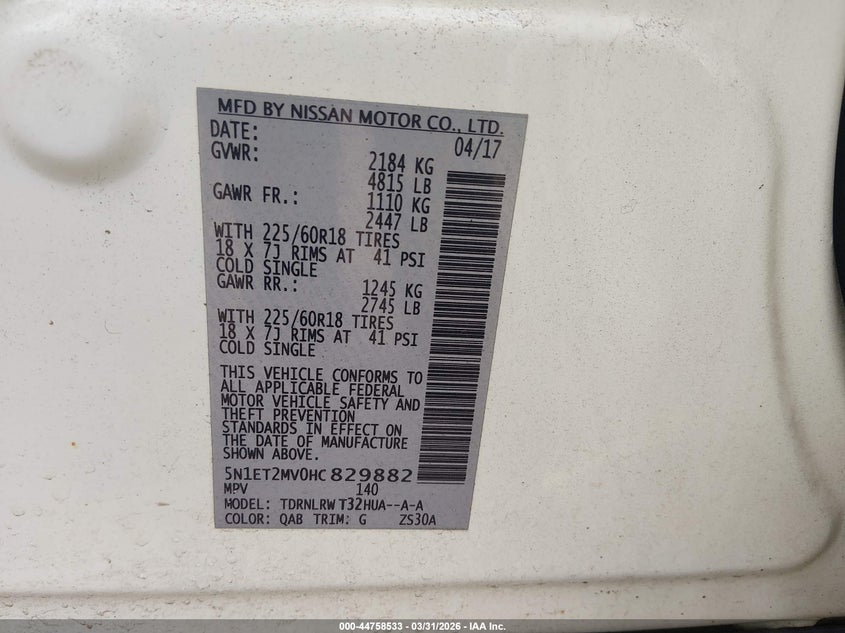 MFD BY NISSAN MOTOR CO., LTD.
DATE: 04/17
GVWR: 2184 KG
4815 LB
GAWR FR.: 1110 KG
2447 LB
WITH 225/60R18 TIRES
18 X 7J RIMS AT 41 PSI
COLD SINGLE
GAWR RR.: 1245 KG
2745 LB
WITH 225/60R18 TIRES
18 X 7J RIMS AT 41 PSI
COLD SINGLE
THIS VEHICLE CONFORMS TO
ALL APPLICABLE FEDERAL
MOTOR VEHICLE SAFETY AND
THEFT PREVENTION
STANDARDS IN EFFECT ON
THE DATE OF MANUFACTURE
SHOWN ABOVE.
5N1ET2MV0HC829882
MPV 140
MODEL: TDRNLRW T32HUA--A-A
COLOR: QAB TRIM: G ZS30A
000-44758533 - 03/31/2026 - IAA Inc.